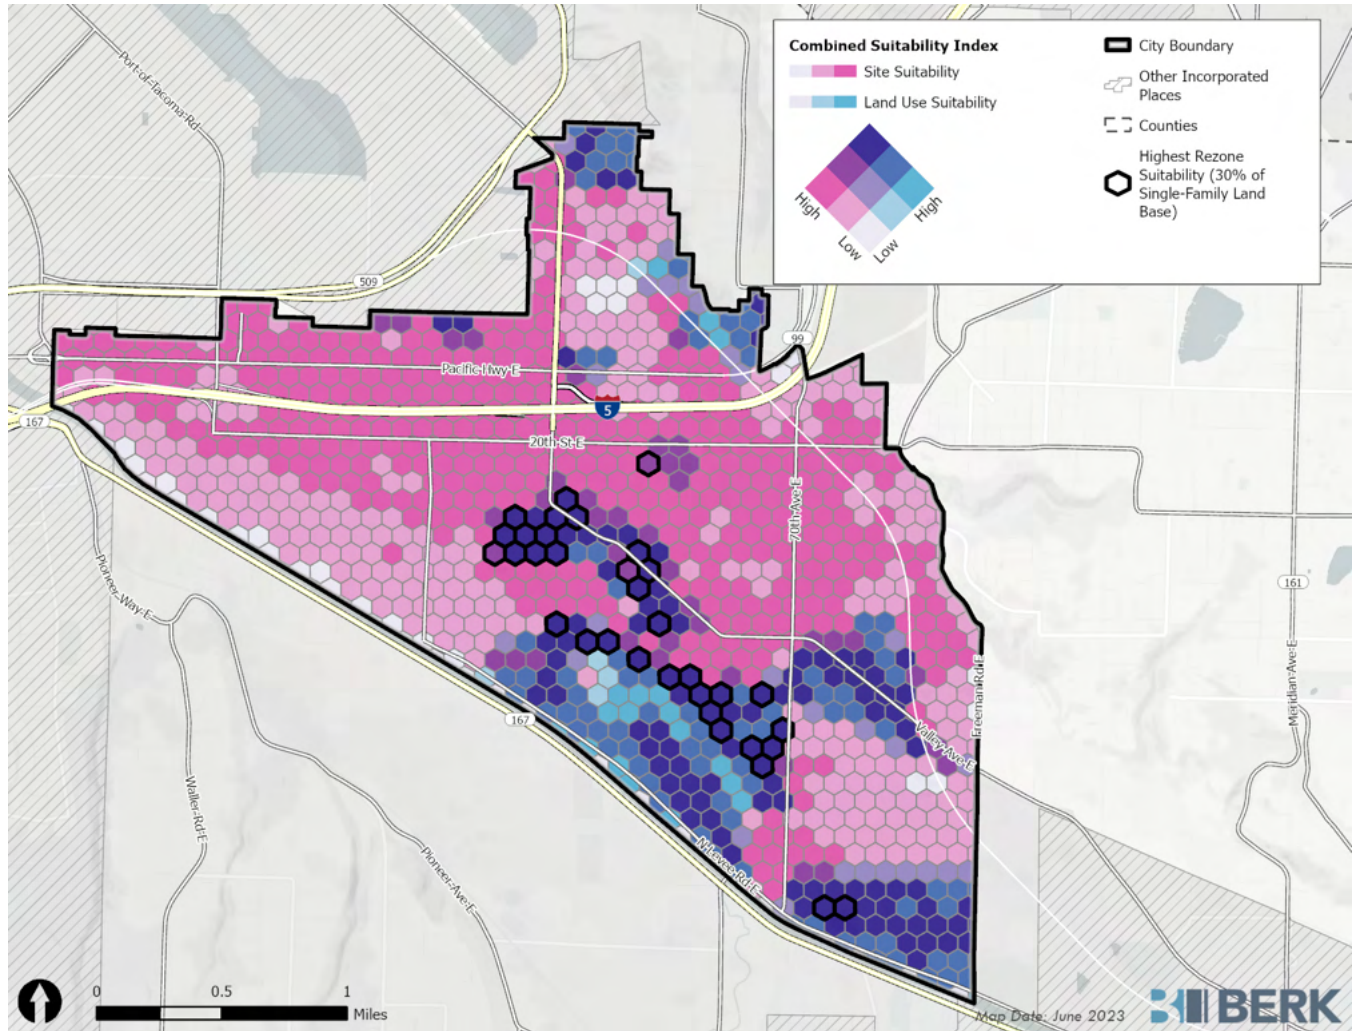 Combined Suitability Index
Site Suitability
Land Use Suitability
High
Low
Low
High
City Boundary
Other Incorporated
Places
Counties
Highest Rezone
Suitability (30% of
Single-Family Land
Base)
Port of Tacoma Rd
509
99
Pacific Hwy E
5
167
20th St E
70th Ave E
161
Pioneer Way E
Meridian Ave E
Freeman Rd E
167
Valley Ave E
Waller Rd E
N Levee Rd E
Pioneer Ave E
0
0.5
1
Miles
Map Date: June 2023
BERK